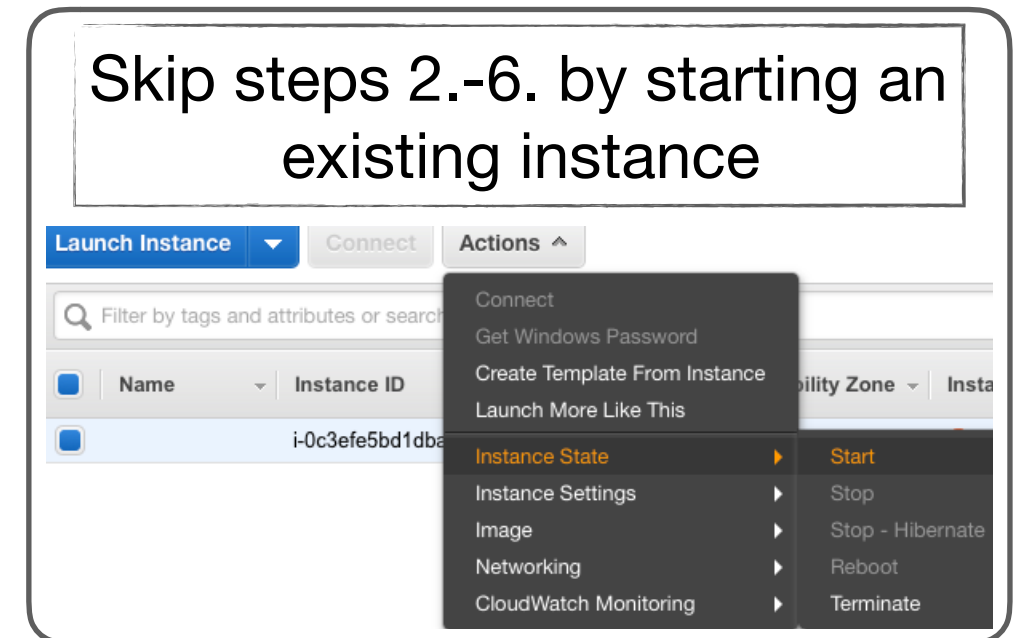 Skip steps 2.-6. by starting an
existing instance
Launch Instance Connect Actions
Filter by tags and attributes or search
Connect
Get Windows Password
Create Template From Instance
Launch More Like This
Name Instance ID bility Zone Insta
i-0c3efe5bd1dba
Instance State Start
Instance Settings Stop
Image Stop - Hibernate
Networking Reboot
CloudWatch Monitoring Terminate